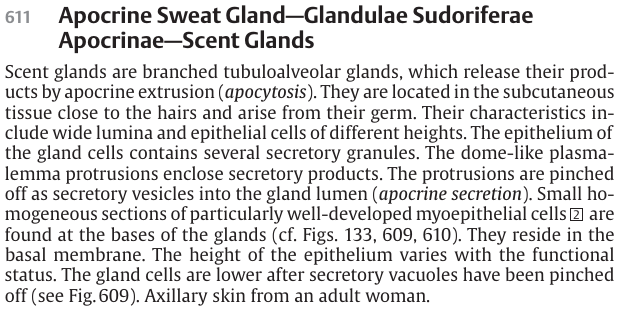 611 Apocrine Sweat Gland—Glandulae Sudoriferae
Apocrinae—Scent Glands
Scent glands are branched tubuloalveolar glands, which release their prod-
ucts by apocrine extrusion (apocytosis). They are located in the subcutaneous
tissue close to the hairs and arise from their germ. Their characteristics in-
clude wide lumina and epithelial cells of different heights. The epithelium of
the gland cells contains several secretory granules. The dome-like plasma-
lemma protrusions enclose secretory products. The protrusions are pinched
off as secretory vesicles into the gland lumen (apocrine secretion). Small ho-
mogeneous sections of particularly well-developed myoepithelial cells 2 are
found at the bases of the glands (cf. Figs. 133, 609, 610). They reside in the
basal membrane. The height of the epithelium varies with the functional
status. The gland cells are lower after secretory vacuoles have been pinched
off (see Fig. 609). Axillary skin from an adult woman.